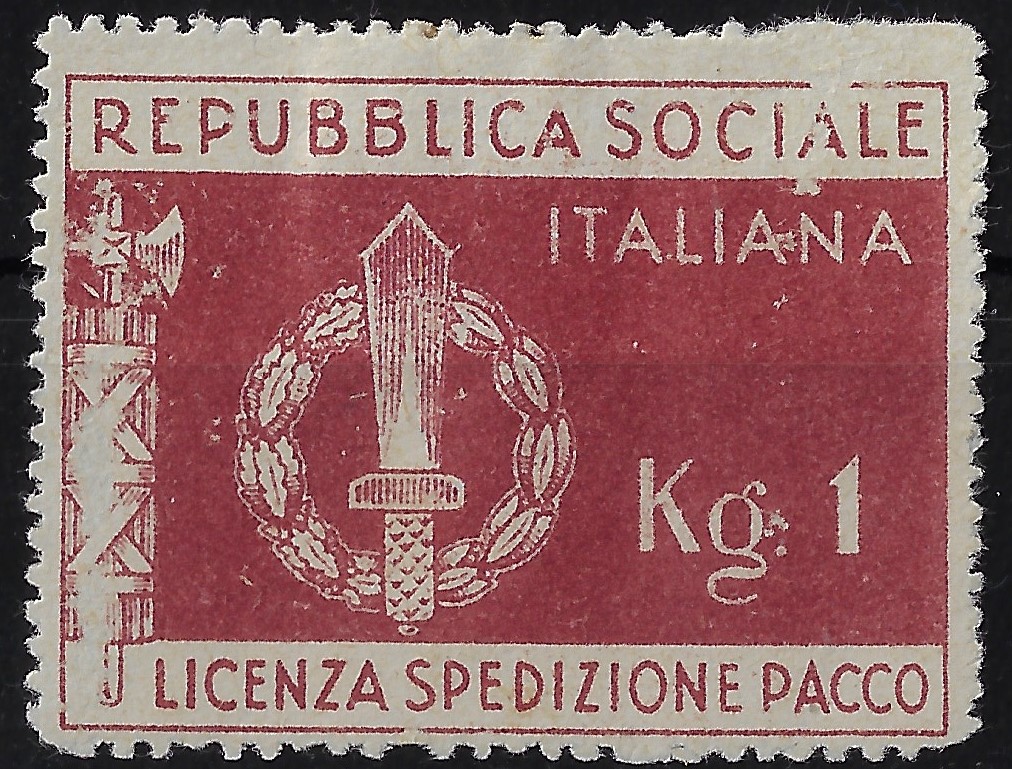 REPUBBLICA SOCIALE
ITALIANA
Kg. 1
LICENZA SPEDIZIONE PACCO